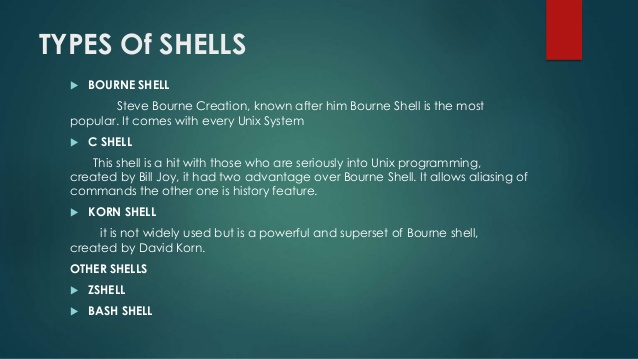 TYPES Of SHELLS
BOURNE SHELL
Steve Bourne Creation, known after him Bourne Shell is the most
popular. It comes with every Unix System
C SHELL
This shell is a hit with those who are seriously into Unix programming,
created by Bill Joy, it had two advantage over Bourne Shell. It allows aliasing of
commands the other one is history feature.
KORN SHELL
it is not widely used but is a powerful and superset of Bourne shell,
created by David Korn.
OTHER SHELLS
ZSHELL
BASH SHELL